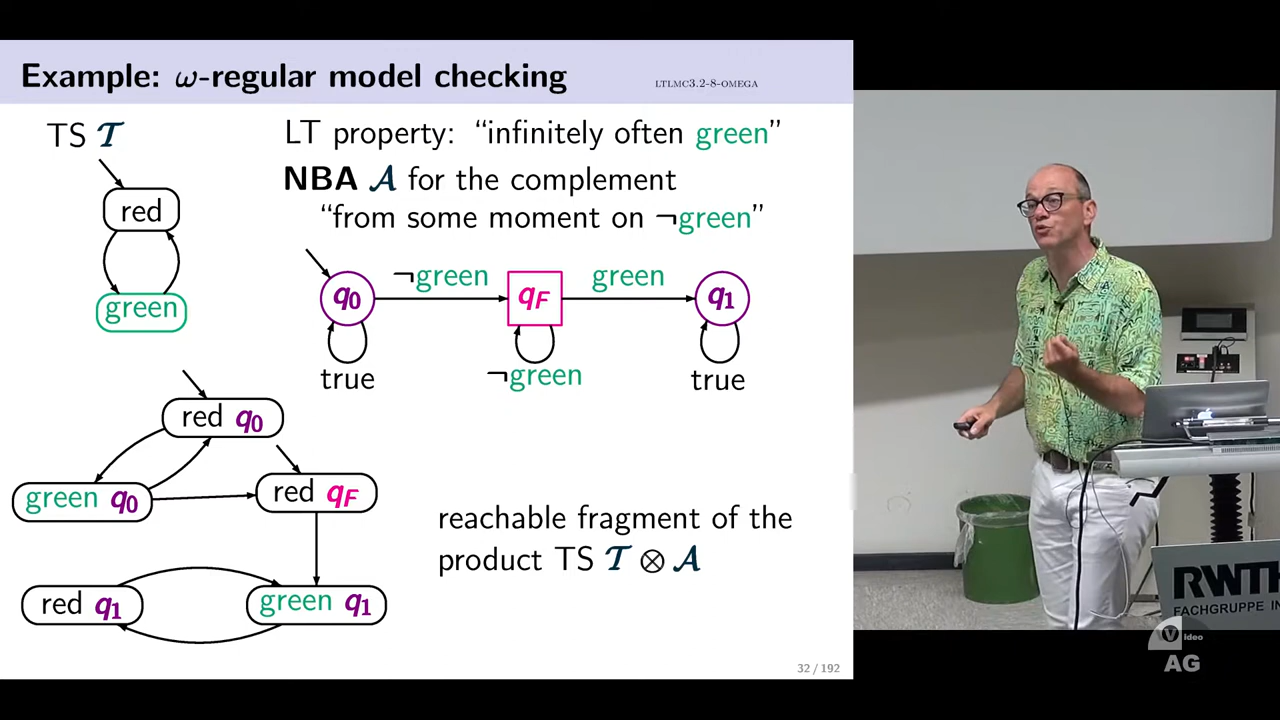 Example: ω-regular model checking
LTLMC3.2-8-OMEGA
TS 𝓣
LT property: “infinitely often green”
NBA 𝓐 for the complement
“from some moment on ¬green”
red
green
q0
¬green
qF
green
q1
true
¬green
true
red q0
green q0
red qF
red q1
green q1
reachable fragment of the
product TS 𝓣 ⊗ 𝓐
32 / 192
RWTH
FACHGRUPPE IN
Video
AG